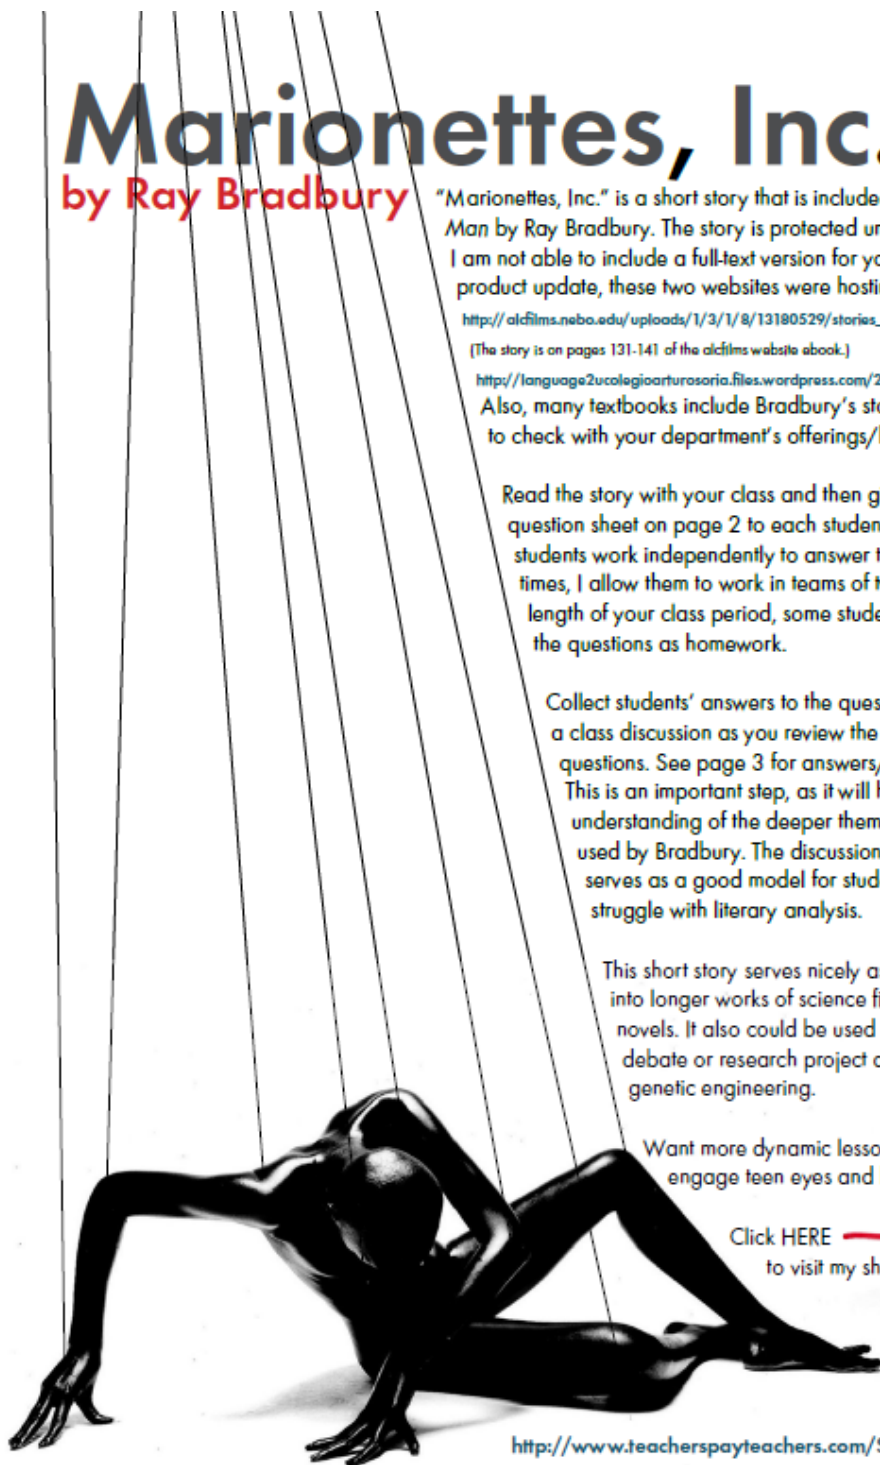 Marionettes, Inc.
by Ray Bradbury
“Marionettes, Inc.” is a short story that is include
Man by Ray Bradbury. The story is protected un
I am not able to include a full-text version for yo
product update, these two websites were hostin
http://alcfilms.nebo.edu/uploads/1/3/1/8/13180529/stories_
(The story is on pages 131-141 of the alcfilms website ebook.)
http://language2ucolegioarturosoria.files.wordpress.com/2
Also, many textbooks include Bradbury’s sto
to check with your department’s offerings/
Read the story with your class and then g
question sheet on page 2 to each studen
students work independently to answer t
times, I allow them to work in teams of t
length of your class period, some stude
the questions as homework.
Collect students’ answers to the ques
a class discussion as you review the
questions. See page 3 for answers/
This is an important step, as it will h
understanding of the deeper them
used by Bradbury. The discussion
serves as a good model for stud
struggle with literary analysis.
This short story serves nicely as
into longer works of science fi
novels. It also could be used
debate or research project o
genetic engineering.
Want more dynamic lesso
engage teen eyes and
Click HERE
to visit my sh
http://www.teacherspayteachers.com/S